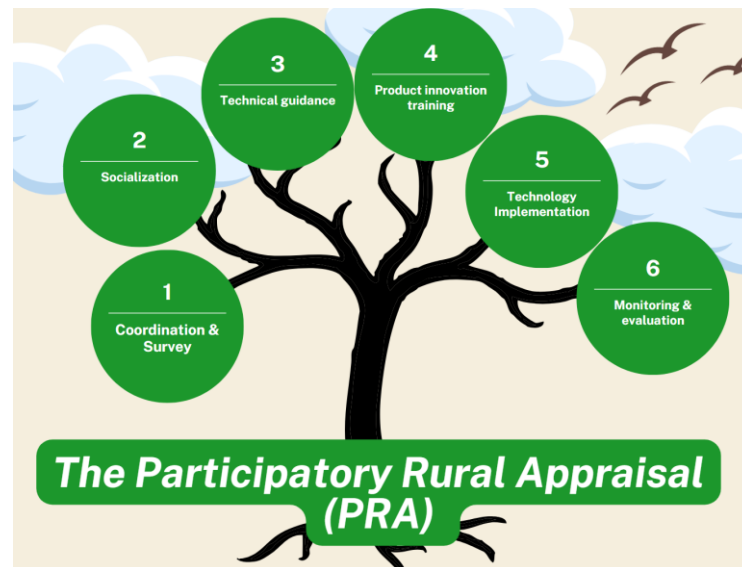 1
Coordination &
Survey
2
Socialization
3
Technical guidance
4
Product innovation
training
5
Technology
Implementation
6
Monitoring &
evaluation
The Participatory Rural Appraisal
(PRA)